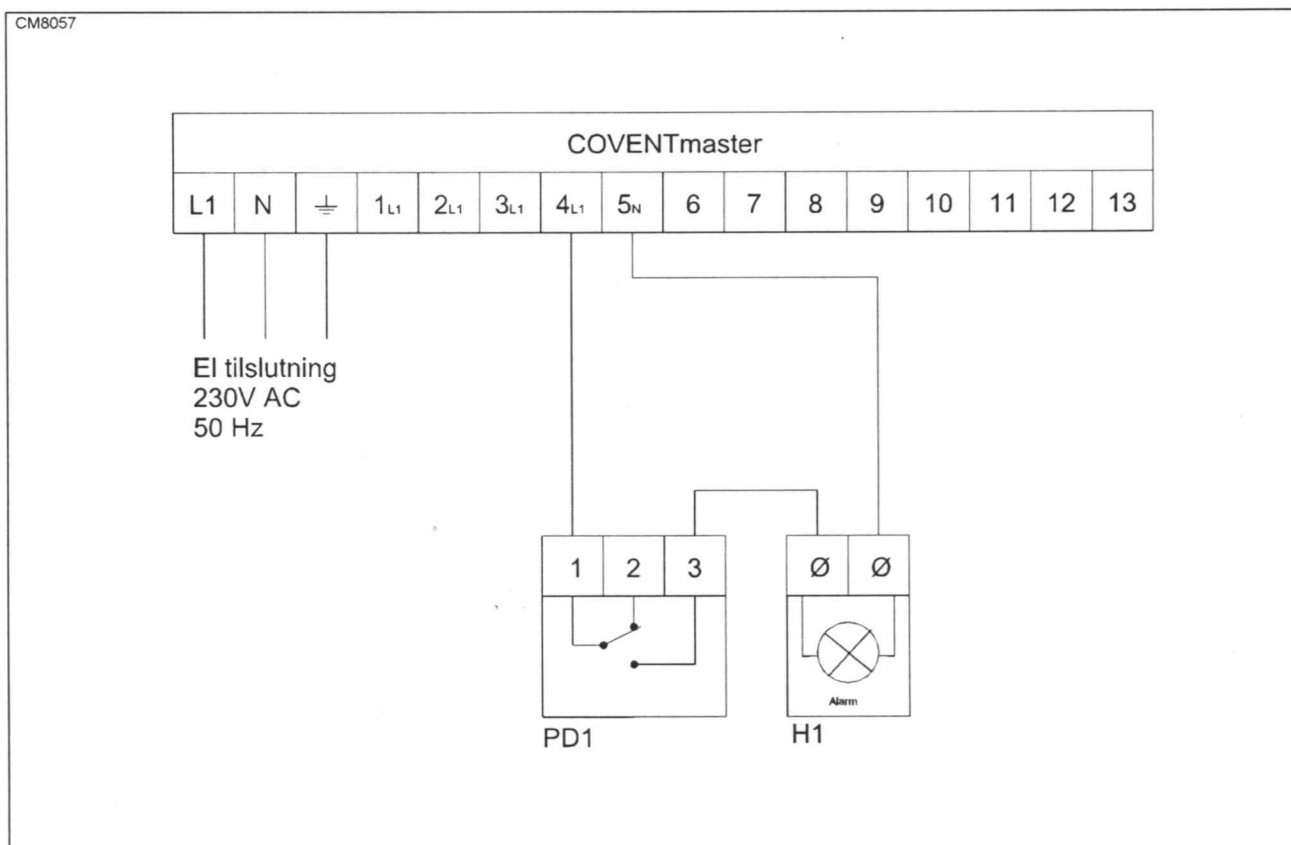 CM8057
COVENTmaster
L1 N 1L1 2L1 3L1 4L1 5N 6 7 8 9 10 11 12 13
El tilslutning
230V AC
50 Hz
1 2 3 Ø Ø
Alarm
PD1 H1